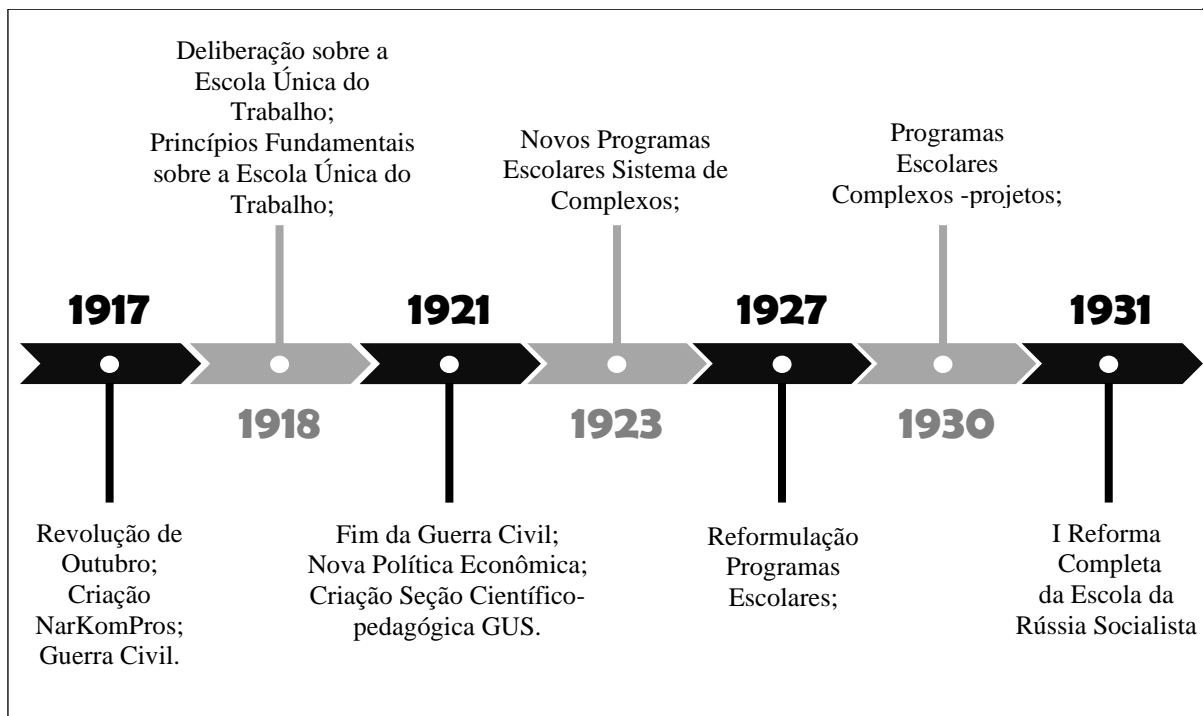 Deliberação sobre a
Escola Única do
Trabalho;
Princípios Fundamentais
sobre a Escola Única do
Trabalho;
Novos Programas
Escolares Sistema de
Complexos;
Programas
Escolares
Complexos -projetos;
1917
1921
1927
1931
1918
1923
1930
Revolução de
Outubro;
Criação
NarKomPros;
Guerra Civil.
Fim da Guerra Civil;
Nova Política Econômica;
Criação Seção Científico-
pedagógica GUS.
Reformulação
Programas
Escolares;
I Reforma
Completa
da Escola da
Rússia Socialista